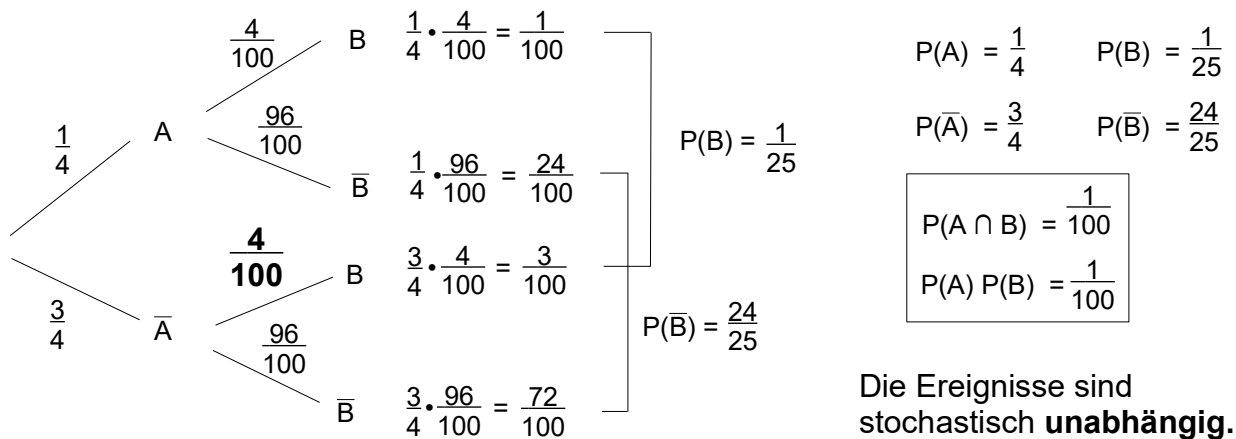 4/100 B 1/4 • 4/100 = 1/100
1/4 A 96/100
B̅ 1/4 • 96/100 = 24/100
P(B) = 1/25
3/4 A̅ **4/100** B 3/4 • 4/100 = 3/100
96/100
B̅ 3/4 • 96/100 = 72/100
P(B̅) = 24/25
P(A) = 1/4 P(B) = 1/25
P(A̅) = 3/4 P(B̅) = 24/25
P(A ∩ B) = 1/100
P(A) P(B) = 1/100
Die Ereignisse sind
stochastisch unabhängig.